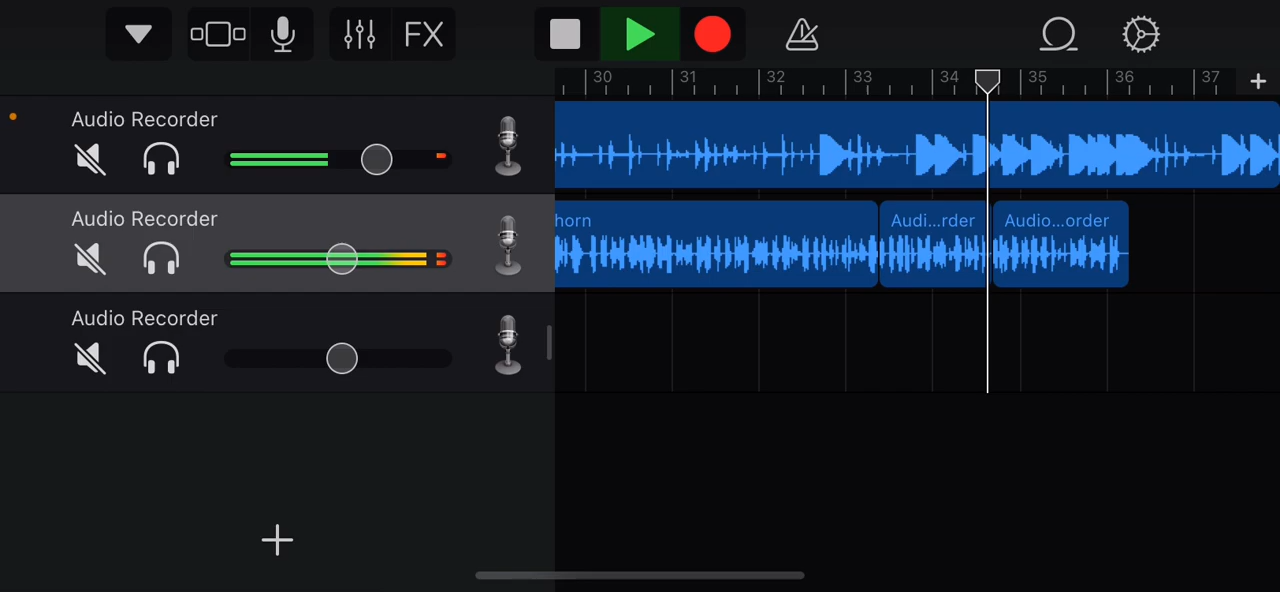 FX
30 31 32 33 34 35 36 37
Audio Recorder
horn Audi...rder Audio...order
Audio Recorder
Audio Recorder